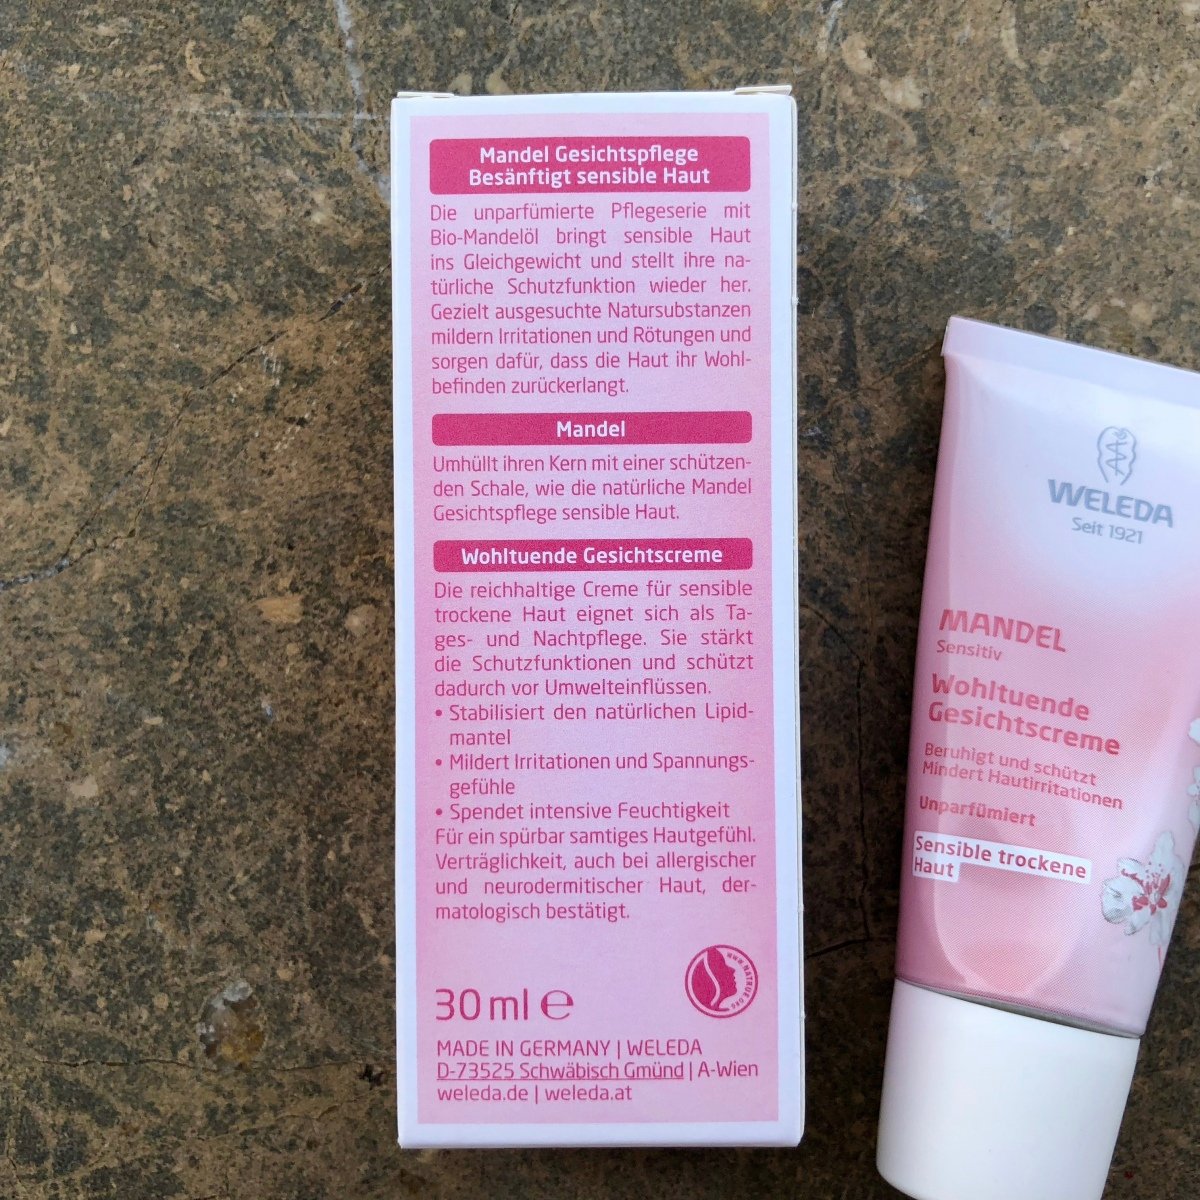 Mandel Gesichtspflege
Besänftigt sensible Haut
Die unparfümierte Pflegeserie mit
Bio-Mandelöl bringt sensible Haut
ins Gleichgewicht und stellt ihre na-
türliche Schutzfunktion wieder her.
Gezielt ausgesuchte Natursubstanzen
mildern Irritationen und Rötungen und
sorgen dafür, dass die Haut ihr Wohl-
befinden zurückerlangt.
Mandel
Umhüllt ihren Kern mit einer schützen-
den Schale, wie die natürliche Mandel
Gesichtspflege sensible Haut.
Wohltuende Gesichtscreme
Die reichhaltige Creme für sensible
trockene Haut eignet sich als Ta-
ges- und Nachtpflege. Sie stärkt
die Schutzfunktionen und schützt
dadurch vor Umwelteinflüssen.
• Stabilisiert den natürlichen Lipid-
mantel
• Mildert Irritationen und Spannungs-
gefühle
• Spendet intensive Feuchtigkeit
Für ein spürbar samtiges Hautgefühl.
Verträglichkeit, auch bei allergischer
und neurodermitischer Haut, der-
matologisch bestätigt.
30 ml ℮
www.NATRUE.ORG
MADE IN GERMANY | WELEDA
D-73525 Schwäbisch Gmünd | A-Wien
weleda.de | weleda.at
WELEDA
Seit 1921
MANDEL
Sensitiv
Wohltuende
Gesichtscreme
Beruhigt und schützt
Mindert Hautirritationen
Unparfümiert
Sensible trockene
Haut